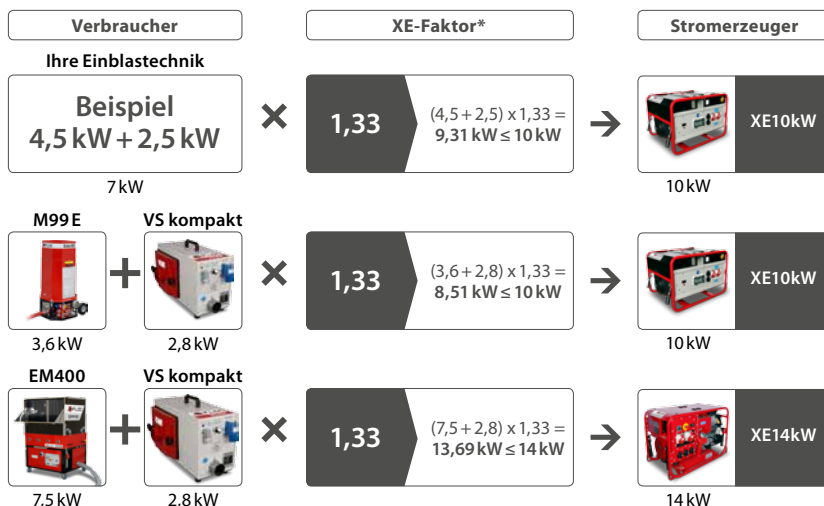 Verbraucher
XE-Faktor*
Stromerzeuger
Ihre Einblastechnik
Beispiel
4,5 kW + 2,5 kW
7 kW
×
1,33
(4,5 + 2,5) x 1,33 =
9,31 kW ≤ 10 kW
→
XE10kW
10 kW
M99 E
+
VS kompakt
3,6 kW
2,8 kW
×
1,33
(3,6 + 2,8) x 1,33 =
8,51 kW ≤ 10 kW
→
XE10kW
10 kW
EM400
+
VS kompakt
7,5 kW
2,8 kW
×
1,33
(7,5 + 2,8) x 1,33 =
13,69 kW ≤ 14 kW
→
XE14kW
14 kW